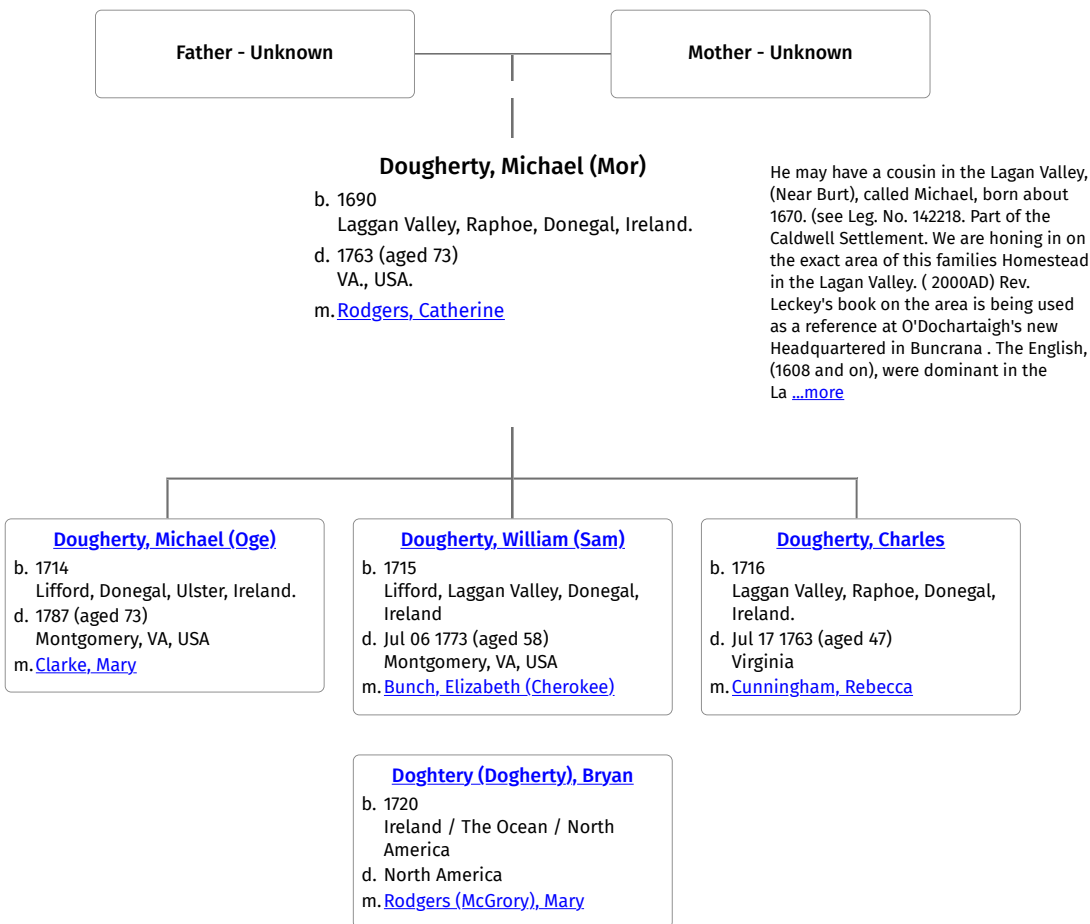 Father - Unknown
Mother - Unknown
Dougherty, Michael (Mor)
b. 1690
Laggan Valley, Raphoe, Donegal, Ireland.
d. 1763 (aged 73)
VA., USA.
m. Rodgers, Catherine
He may have a cousin in the Lagan Valley,
(Near Burt), called Michael, born about
1670. (see Leg. No. 142218. Part of the
Caldwell Settlement. We are honing in on
the exact area of this families Homestead
in the Lagan Valley. ( 2000AD) Rev.
Leckey's book on the area is being used
as a reference at O'Dochartaigh's new
Headquartered in Buncrana . The English,
(1608 and on), were dominant in the
La ...more
Dougherty, Michael (Oge)
b. 1714
Lifford, Donegal, Ulster, Ireland.
d. 1787 (aged 73)
Montgomery, VA, USA
m. Clarke, Mary
Dougherty, William (Sam)
b. 1715
Lifford, Laggan Valley, Donegal,
Ireland
d. Jul 06 1773 (aged 58)
Montgomery, VA, USA
m. Bunch, Elizabeth (Cherokee)
Dougherty, Charles
b. 1716
Laggan Valley, Raphoe, Donegal,
Ireland.
d. Jul 17 1763 (aged 47)
Virginia
m. Cunningham, Rebecca
Doghtery (Dogherty), Bryan
b. 1720
Ireland / The Ocean / North
America
d. North America
m. Rodgers (McGrory), Mary